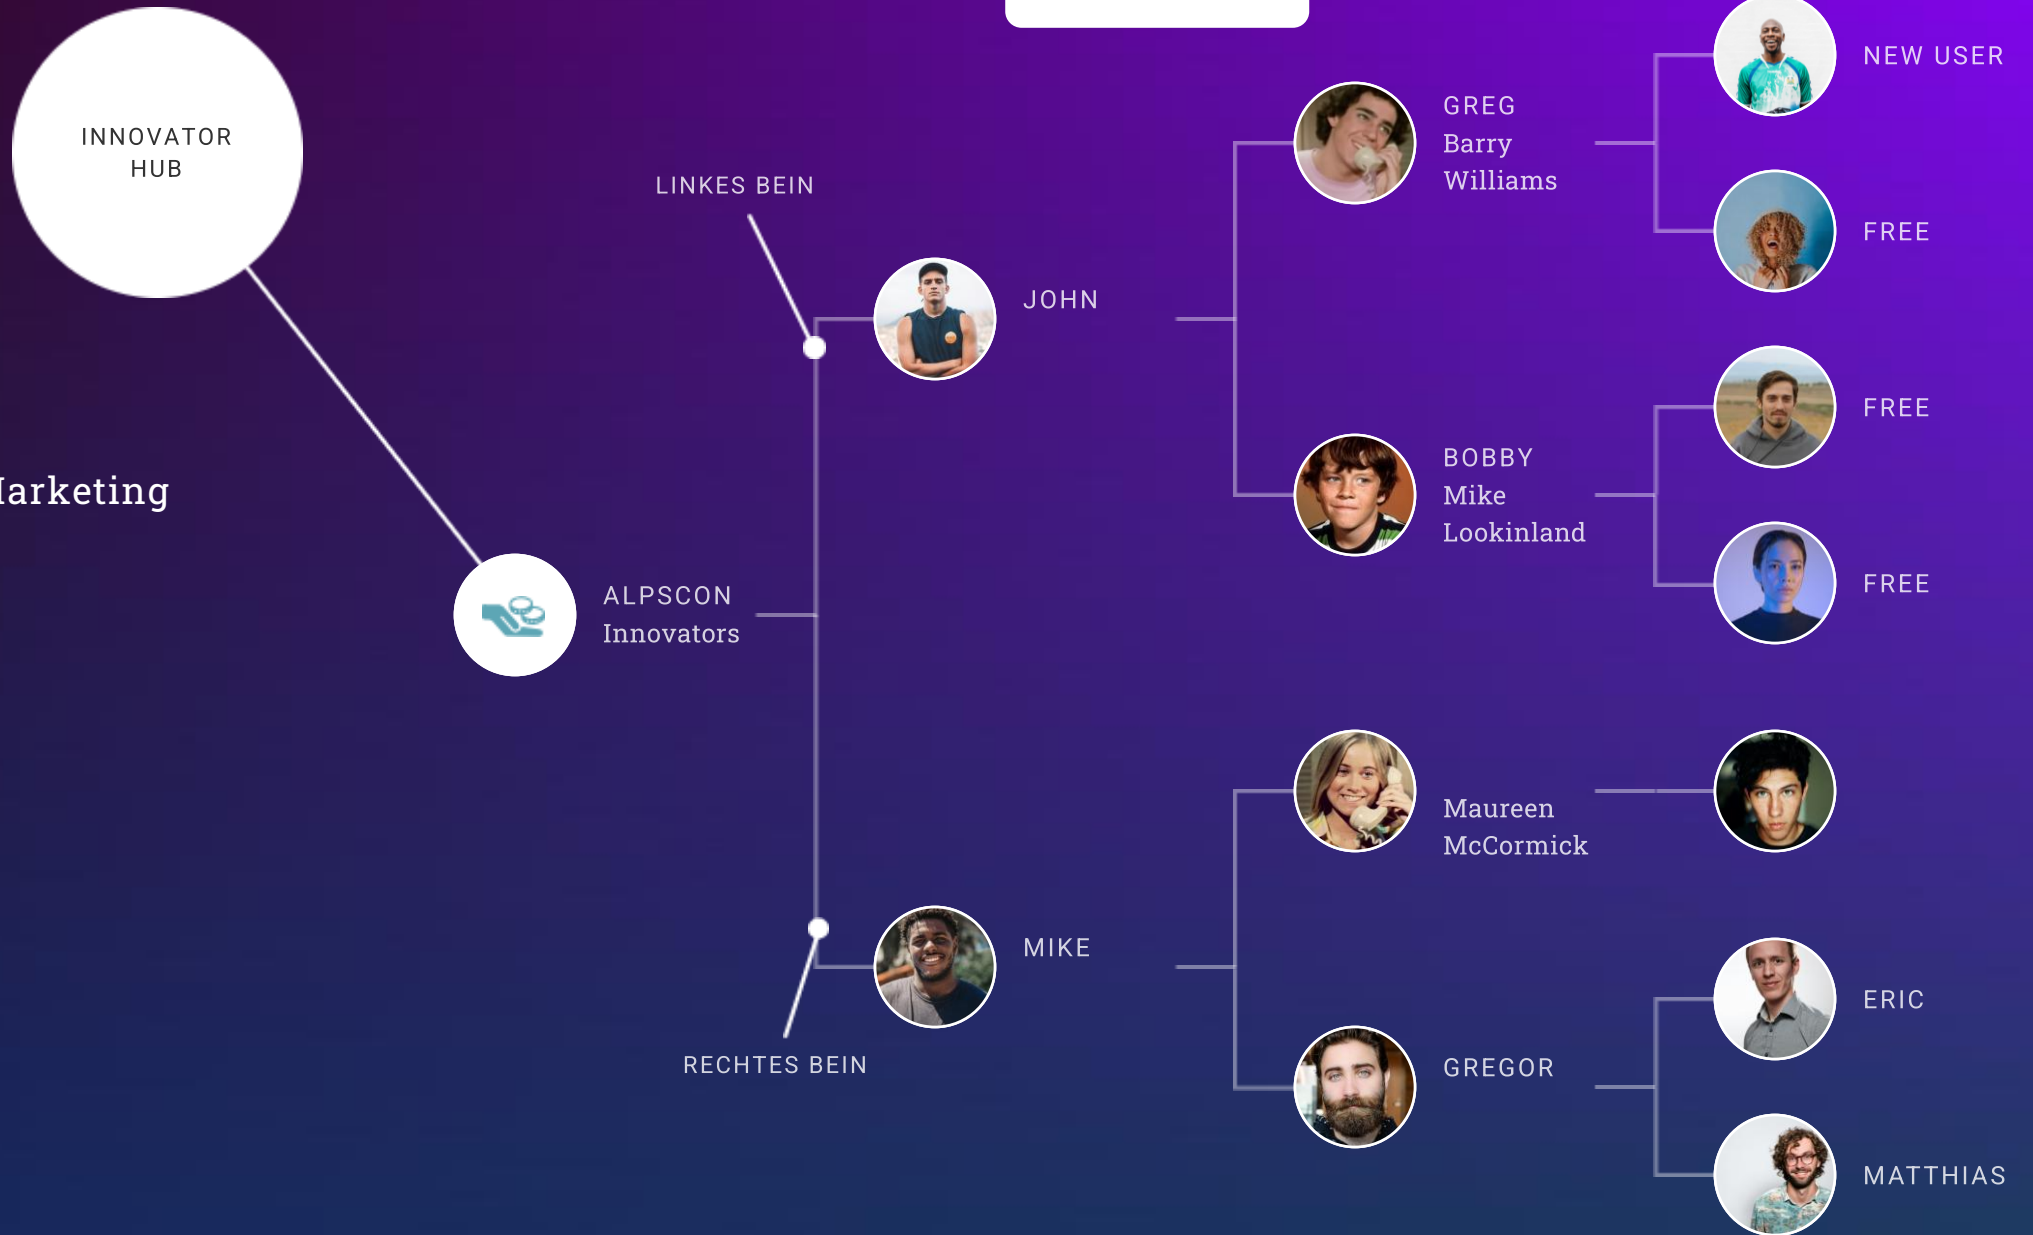 INNOVATOR
HUB
arketing
ALPSCON
Innovators
LINKES BEIN
RECHTES BEIN
JOHN
MIKE
GREG
Barry
Williams
BOBBY
Mike
Lookinland
Maureen
McCormick
GREGOR
NEW USER
FREE
FREE
FREE
ERIC
MATTHIAS